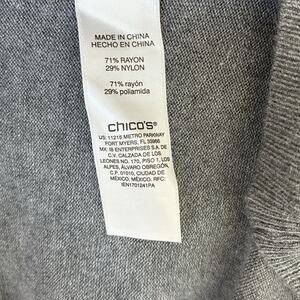 MADE IN CHINA
HECHO EN CHINA
71% RAYON
29% NYLON
71% rayón
29% poliamida
chico's®
US: 11215 METRO PARKWAY
FORT MYERS, FL 33966
MX: IB ENTERPRISES S.A. DE
C.V. CALZADA DE LOS
LEONES NO. 170, PISO 1, LOS
ALPES, ÁLVARO OBREGÓN,
C.P. 01010, CIUDAD DE
MÉXICO, MÉXICO. RFC:
IEN1701241PA